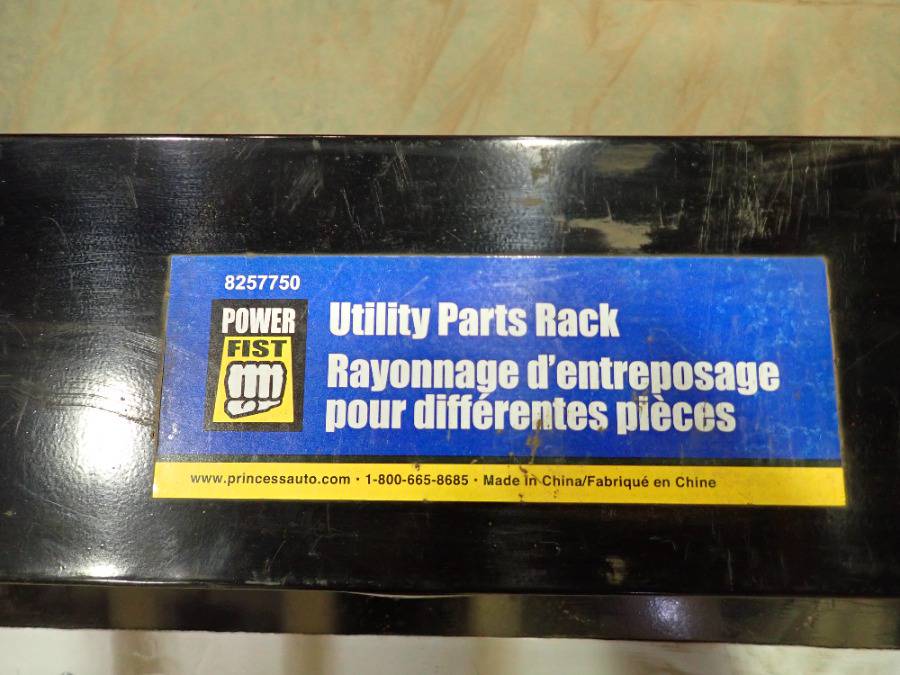 8257750
POWER
FIST
Utility Parts Rack
Rayonnage d'entreposage
pour différentes pièces
www.princessauto.com · 1-800-665-8685 · Made in China/Fabriqué en Chine